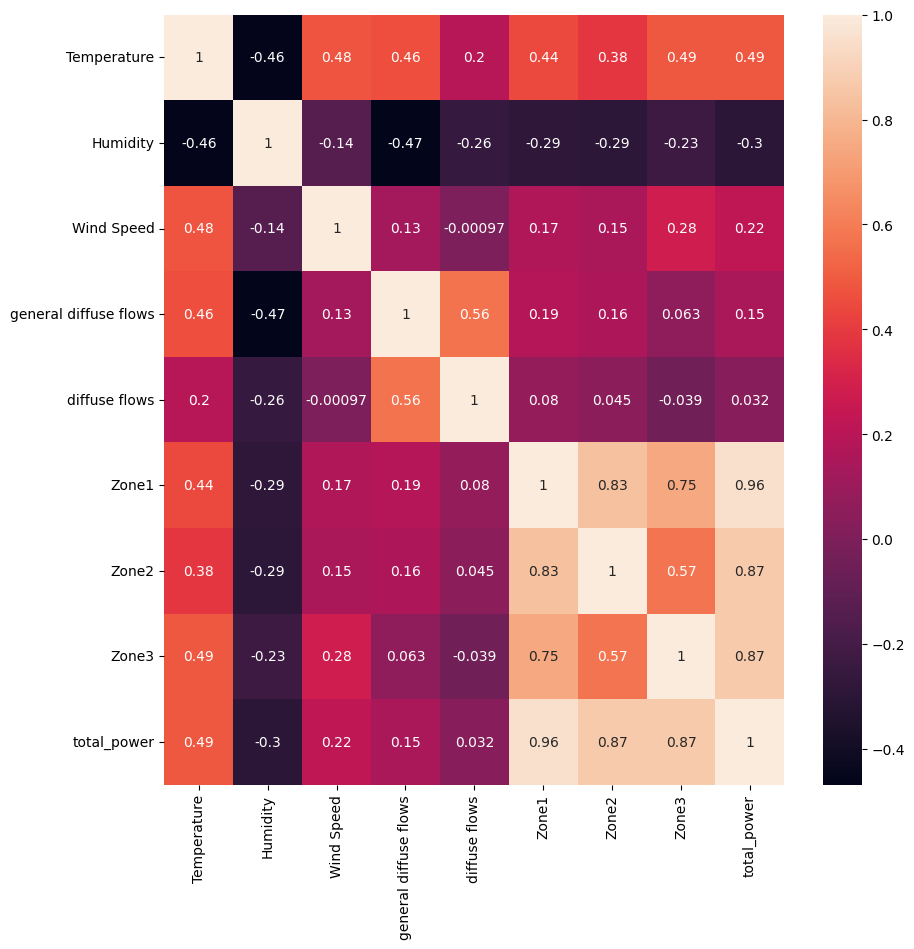 Temperature 1 -0.46 0.48 0.46 0.2 0.44 0.38 0.49 0.49
Humidity -0.46 1 -0.14 -0.47 -0.26 -0.29 -0.29 -0.23 -0.3
Wind Speed 0.48 -0.14 1 0.13 -0.00097 0.17 0.15 0.28 0.22
general diffuse flows 0.46 -0.47 0.13 1 0.56 0.19 0.16 0.063 0.15
diffuse flows 0.2 -0.26 -0.00097 0.56 1 0.08 0.045 -0.039 0.032
Zone1 0.44 -0.29 0.17 0.19 0.08 1 0.83 0.75 0.96
Zone2 0.38 -0.29 0.15 0.16 0.045 0.83 1 0.57 0.87
Zone3 0.49 -0.23 0.28 0.063 -0.039 0.75 0.57 1 0.87
total_power 0.49 -0.3 0.22 0.15 0.032 0.96 0.87 0.87 1
Temperature
Humidity
Wind Speed
general diffuse flows
diffuse flows
Zone1
Zone2
Zone3
total_power
1.0
0.8
0.6
0.4
0.2
0.0
−0.2
−0.4